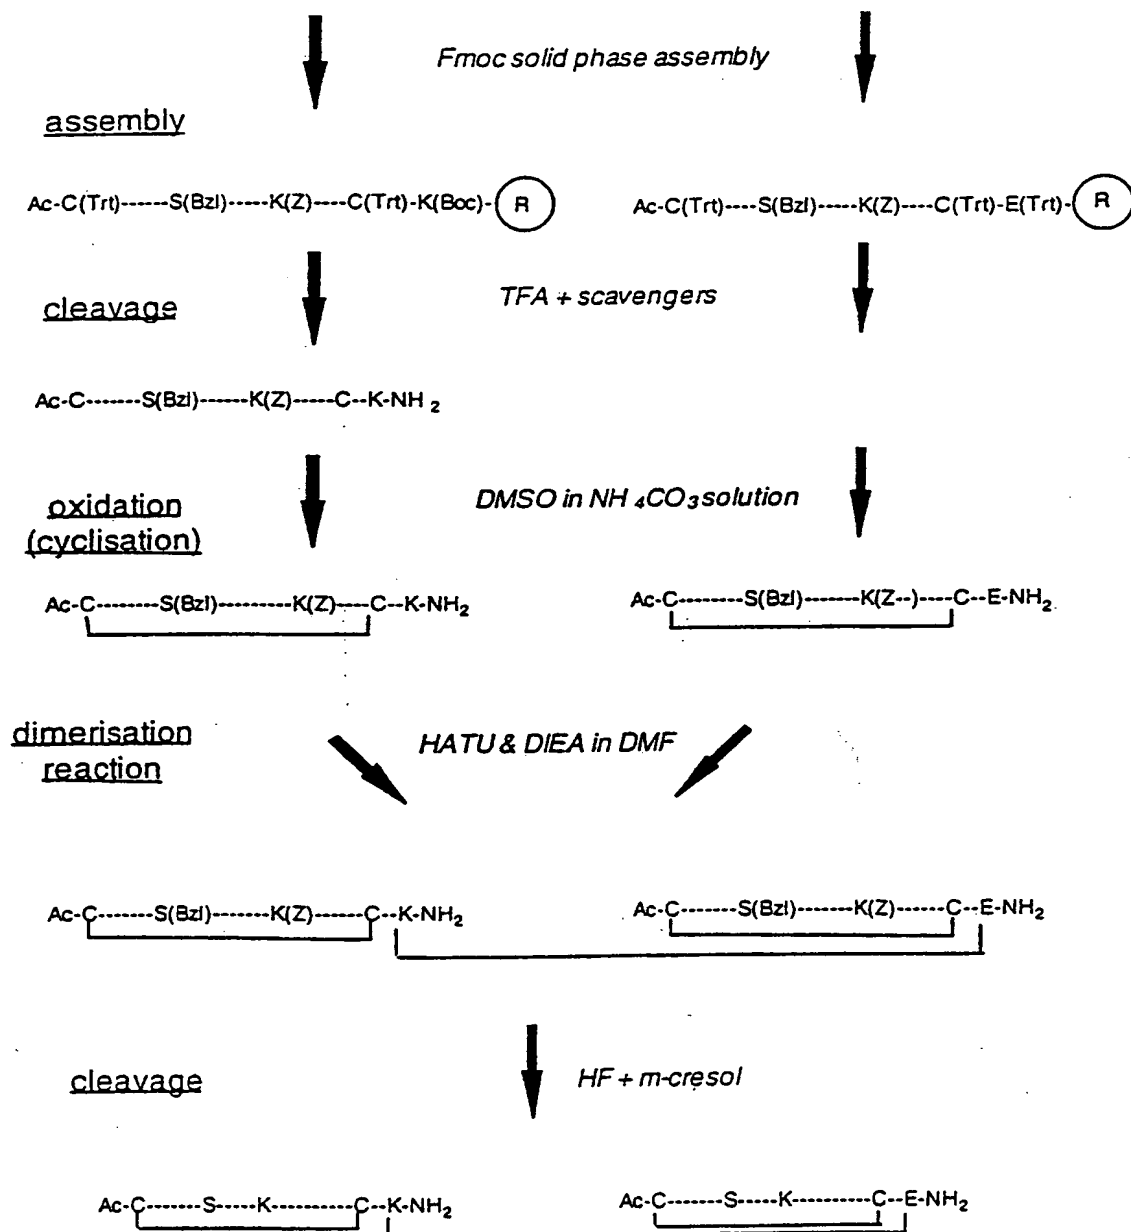 Fmoc solid phase assembly
assembly
Ac-C(Trt)------S(Bzl)-----K(Z)----C(Trt)-K(Boc)- R
Ac-C(Trt)----S(Bzl)-----K(Z)----C(Trt)-E(Trt)- R
TFA + scavengers
cleavage
Ac-C-------S(Bzl)------K(Z)-----C--K-NH2
DMSO in NH4CO3 solution
oxidation
(cyclisation)
Ac-C--------S(Bzl)---------K(Z)----C--K-NH2
Ac-C--------S(Bzl)--------K(Z--)----C--E-NH2
dimerisation
reaction
HATU & DIEA in DMF
Ac-C-------S(Bzl)-------K(Z)------C--K-NH2
Ac-C-------S(Bzl)-------K(Z)------C--E-NH2
cleavage
HF + m-cresol
Ac-C-------S----K----------C--K-NH2
Ac-C-------S-----K----------C--E-NH2